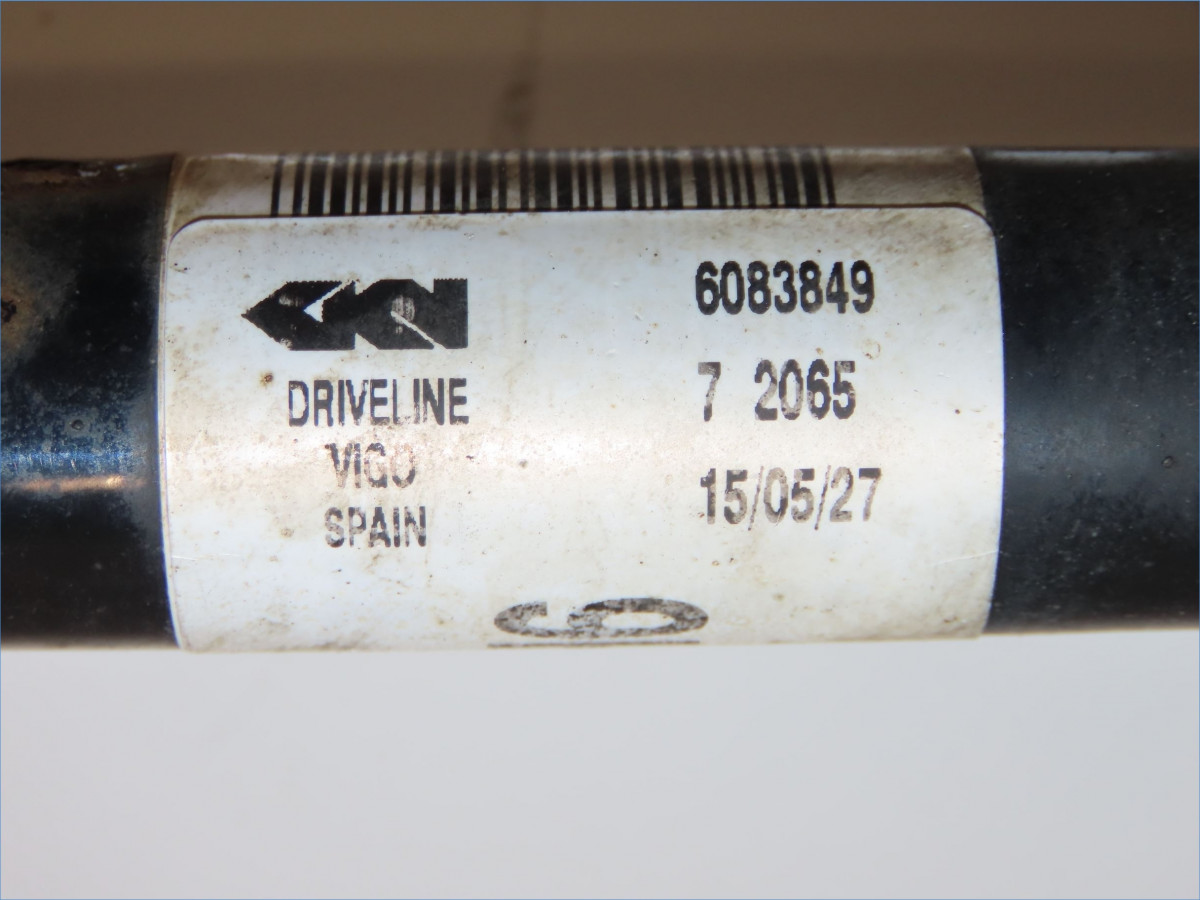 GKN
6083849
DRIVELINE
7 2065
VIGO
15/05/27
SPAIN